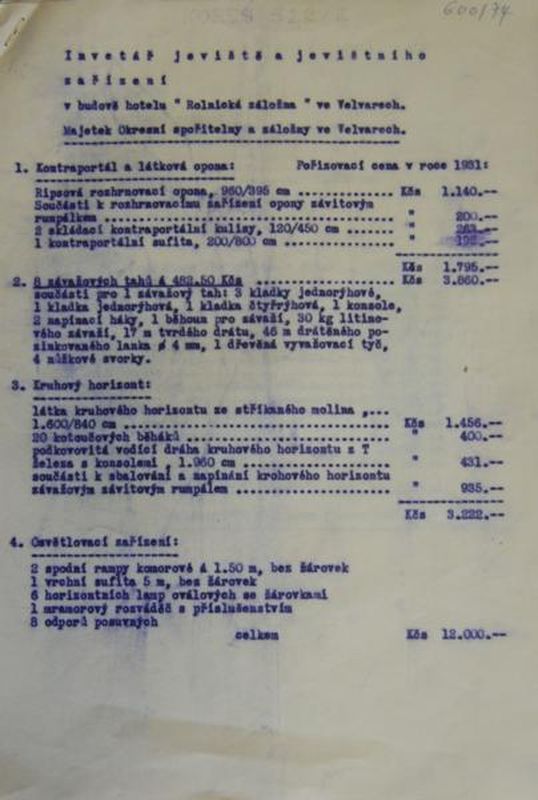 600/74
Invetář jeviště a jevištního
zařízení
v budově hotelu " Rolnická záložna " ve Velvarech.
Majetek Okresní spořitelny a záložny ve Velvarech.
1. Kontraportál a látková opona: Pořizovací cena v roce 1931:
Ripsová rozhrnovací opona, 960/395 cm ............. Kčs 1.140.--
Součásti k rozhrnovacímu zařízení opony závitovým
rumpálkem ........................................ " 200.--
2 skládací kontraportální kulisy, 120/450 cm ........ "
1 kontraportální sufita, 200/800 cm ............... "
Kčs 1.795.--
2. 8 závažových tahů á 482.50 Kčs .................. Kčs 3.860.--
součásti pro 1 závažový tah: 3 kladky jednorýhové,
1 kladka jednorýhová, 1 kladka čtyřrýhová, 1 konsole,
2 napínací háky, 1 běhoun pro závaží, 30 kg litino-
vého závaží, 17 m tvrdého drátu, 46 m drátěného po-
zinkovaného lanka ø 4 mm, 1 dřevěná vyvažovací tyč,
4 nůžkové svorky.
3. Kruhový horizont:
látka kruhového horizontu ze stříkaného molina ,...
1.600/840 cm ...................................... Kčs 1.456.--
20 kotoučových běháků ............................. " 400.--
podkovovitá vodící dráha kruhového horizontu z T
železa s konsolemi , 1.960 cm ..................... " 431.--
součásti k sbalování a napínání krohového horizontu
závažovým závitovým rumpálem ...................... " 935.--
Kčs 3.222.--
4. Osvětlovací zařízení:
2 spodní rampy komorové á 1.50 m, bez žárovek
1 vrchní sufita 5 m, bez žárovek
6 horizontních lamp oválových se žárovkami
1 mramorový rozváděč s příslušenstvím
8 odporů posuvných
celkem Kčs 12.000.--